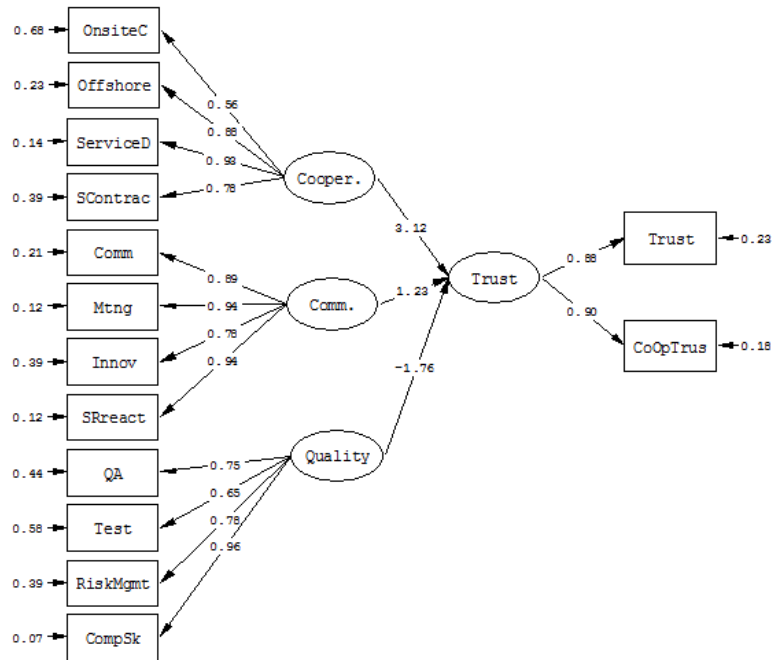 0.68 OnsiteC
0.56
0.23 Offshore
0.88
0.14 ServiceD
0.93
0.39 SContrac
0.78
Cooper.
3.12
0.21 Comm
0.89
0.12 Mtng
0.94
0.39 Innov
0.78
0.12 SRreact
0.94
Comm.
1.23
Trust
0.88
Trust 0.23
0.90
CoOpTrus 0.18
-1.76
0.44 QA
0.75
0.58 Test
0.65
0.39 RiskMgmt
0.78
0.07 CompSk
0.96
Quality